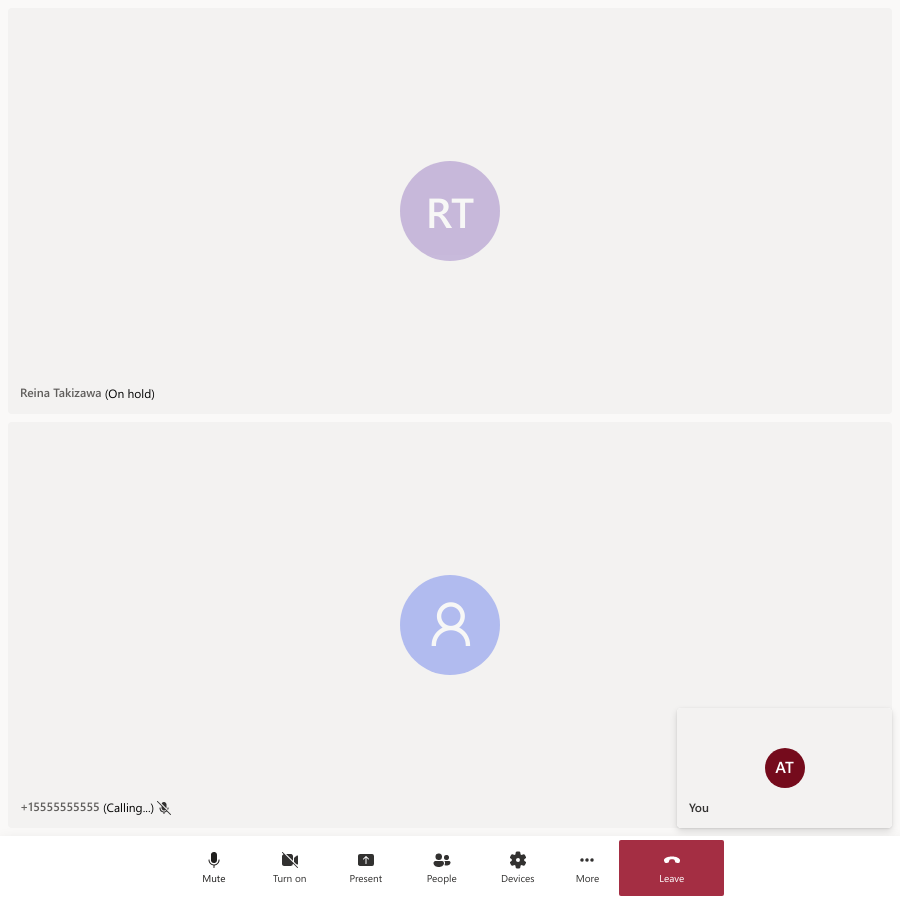 RT
Reina Takizawa (On hold)
+15555555555 (Calling...)
AT
You
Mute Turn on Present People Devices More Leave